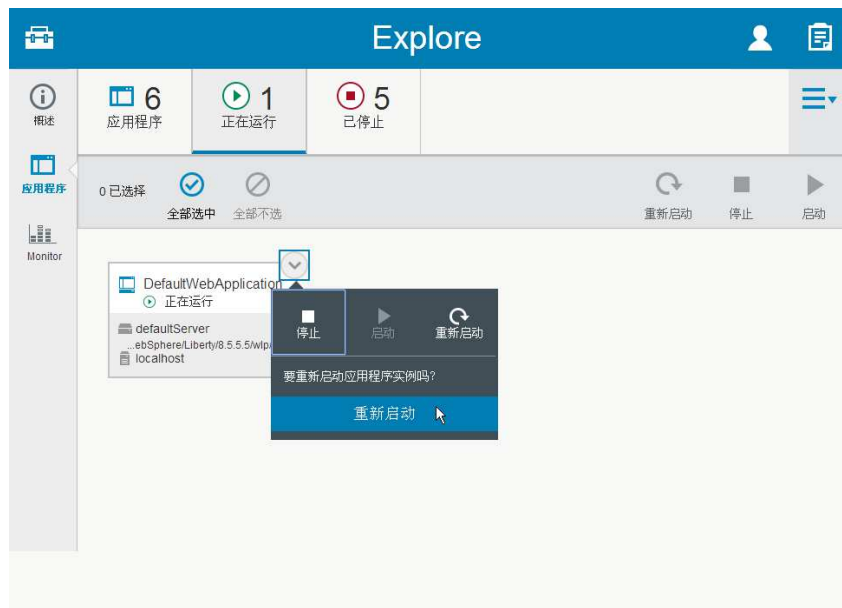 Explore
概述
6
应用程序
1
正在运行
5
已停止
应用程序
0 已选择
全部选中
全部不选
重新启动
停止
启动
Monitor
DefaultWebApplication
正在运行
defaultServer
...ebSphere/Liberty/8.5.5.5/wlp/
localhost
停止
启动
重新启动
要重新启动应用程序实例吗?
重新启动